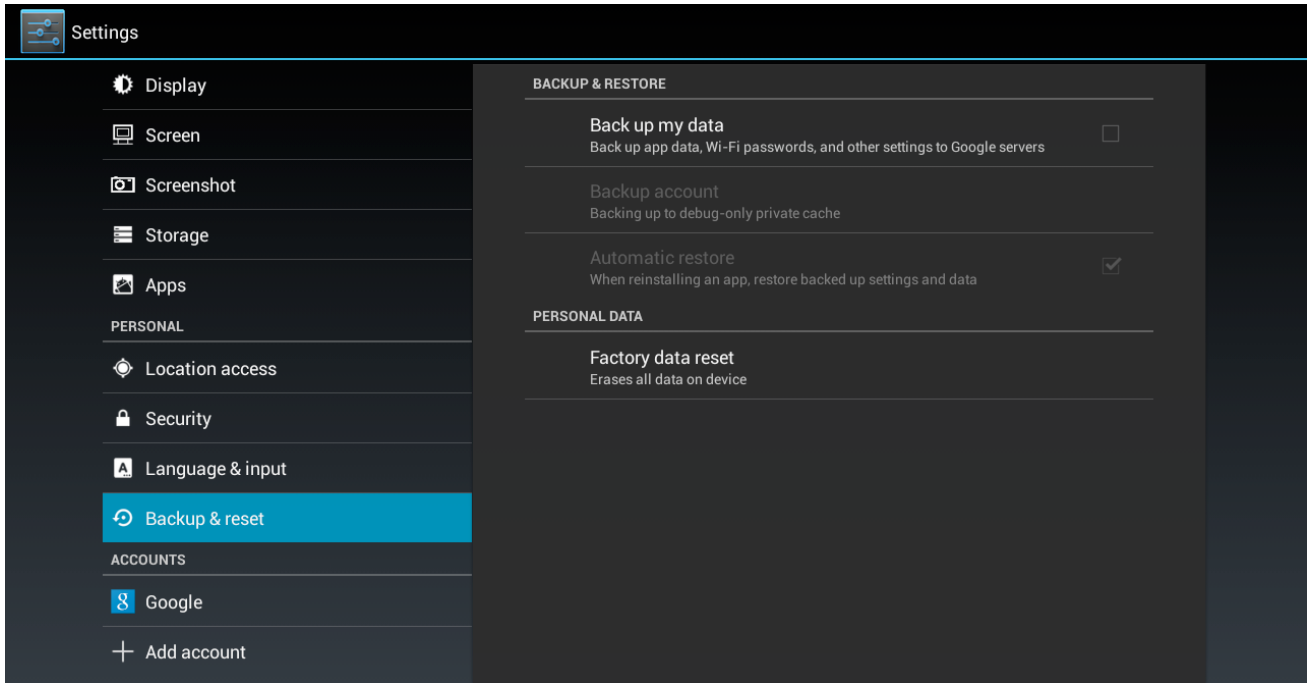 Settings
Display
Screen
Screenshot
Storage
Apps
PERSONAL
Location access
Security
Language & input
Backup & reset
ACCOUNTS
Google
Add account
BACKUP & RESTORE
Back up my data
Back up app data, Wi-Fi passwords, and other settings to Google servers
Backup account
Backing up to debug-only private cache
Automatic restore
When reinstalling an app, restore backed up settings and data
PERSONAL DATA
Factory data reset
Erases all data on device